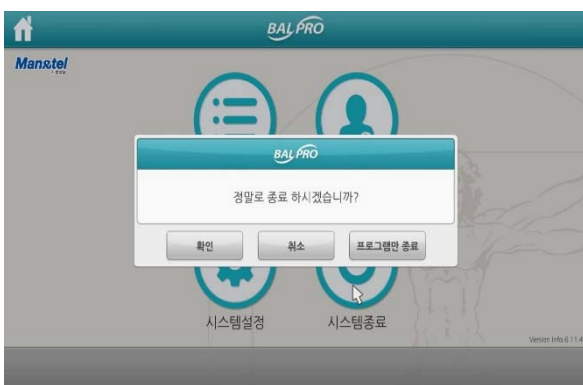 BAL PRO
Man&tel
BAL PRO
정말로 종료 하시겠습니까?
확인 취소 프로그램만 종료
시스템설정 시스템종료
Version Info.6.11.4